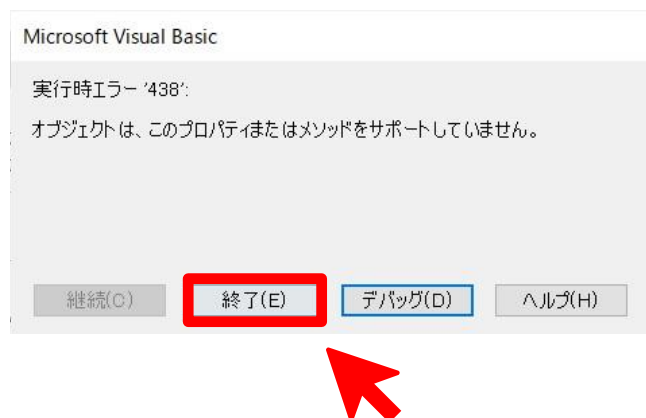 Microsoft Visual Basic
実行時エラー '438':
オブジェクトは、このプロパティまたはメソッドをサポートしていません。
継続(C) 終了(E) デバッグ(D) ヘルプ(H)